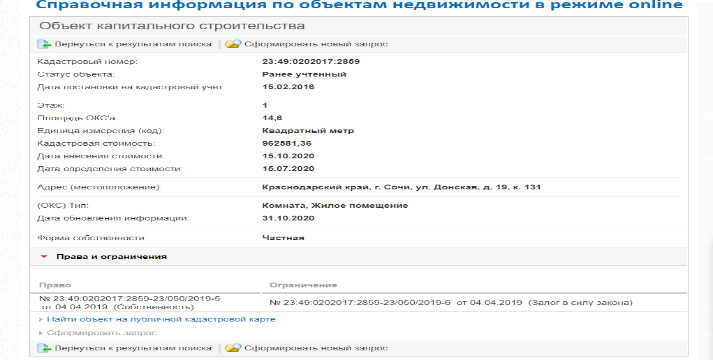 Справочная информация по объектам недвижимости в режиме online
Объект капитального строительства
Вернуться к результатам поиска | Сформировать новый запрос
Кадастровый номер: 23:49:0202017:2859
Статус объекта: Ранее учтенный
Дата постановки на кадастровый учет: 15.02.2016
Этаж: 1
Площадь ОКС'а: 14,6
Единица измерения (код): Квадратный метр
Кадастровая стоимость: 962581,36
Дата внесения стоимости: 15.10.2020
Дата определения стоимости: 15.07.2020
Адрес (местоположение): Краснодарский край, г. Сочи, ул. Донская, д. 19, к. 131
(ОКС) Тип: Комната, Жилое помещение
Дата обновления информации: 31.10.2020
Форма собственности: Частная
Права и ограничения
Право Ограничение
№ 23:49:0202017:2859-23/050/2019-5 № 23:49:0202017:2859-23/050/2019-6 от 04.04.2019 (Залог в силу закона)
от 04.04.2019 (Собственность)
Найти объект на публичной кадастровой карте
Сформировать запрос
Вернуться к результатам поиска | Сформировать новый запрос